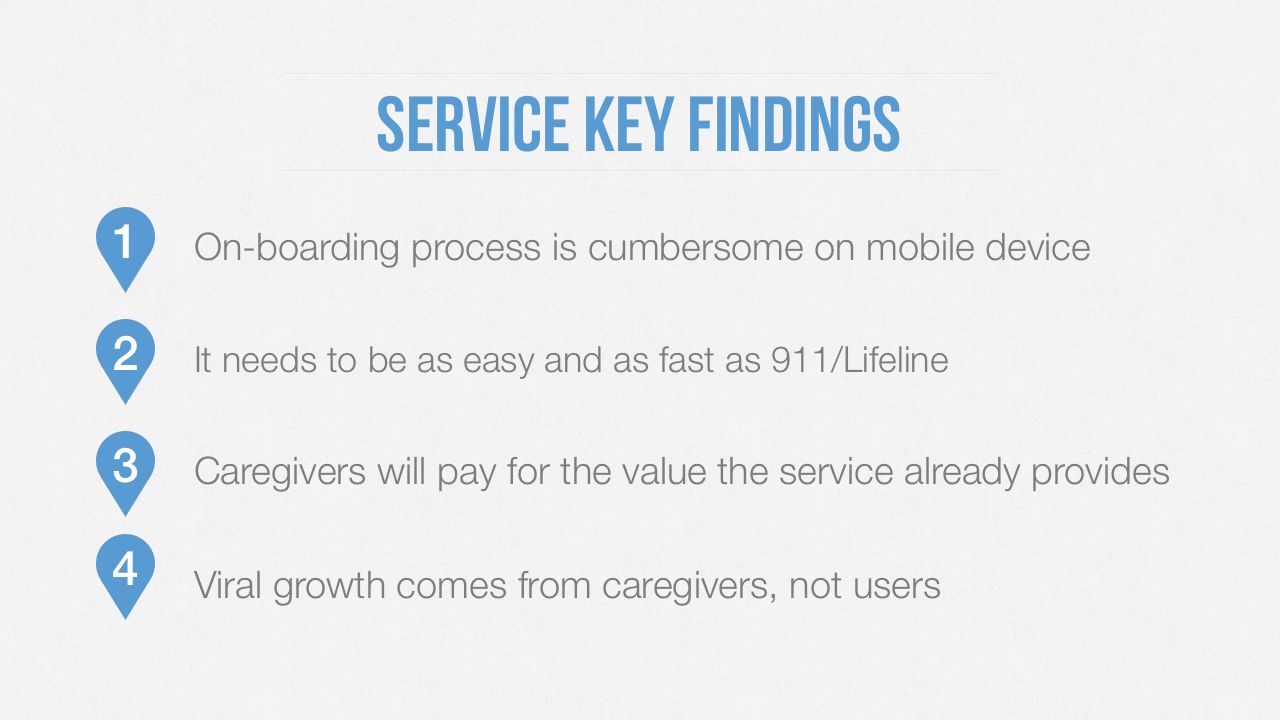 SERVICE KEY FINDINGS
1 On-boarding process is cumbersome on mobile device
2 It needs to be as easy and as fast as 911/Lifeline
3 Caregivers will pay for the value the service already provides
4 Viral growth comes from caregivers, not users